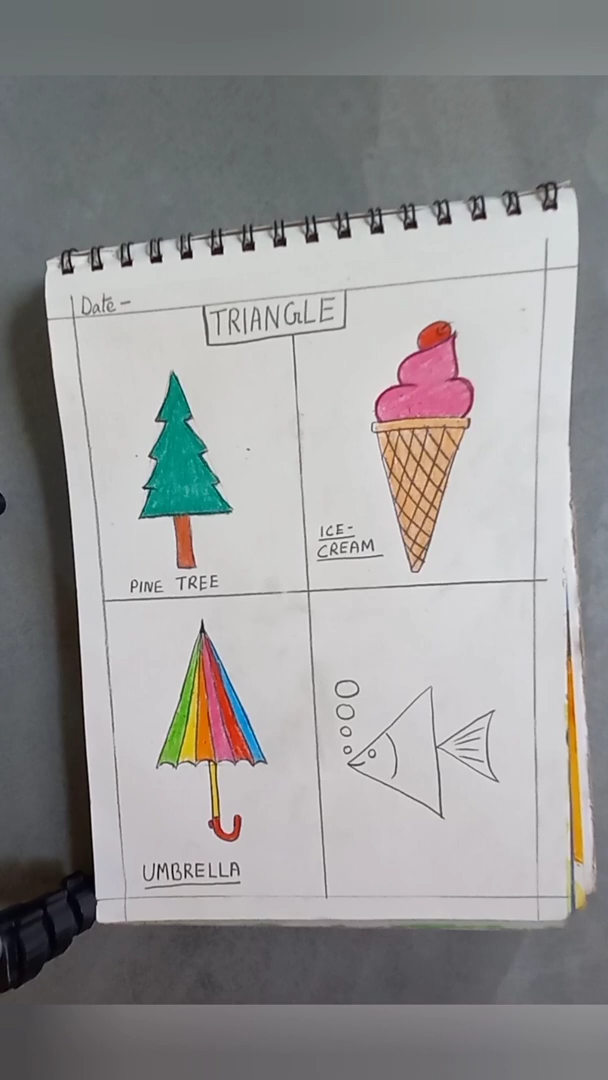 Date-
TRIANGLE
PINE TREE
ICE-
CREAM
UMBRELLA